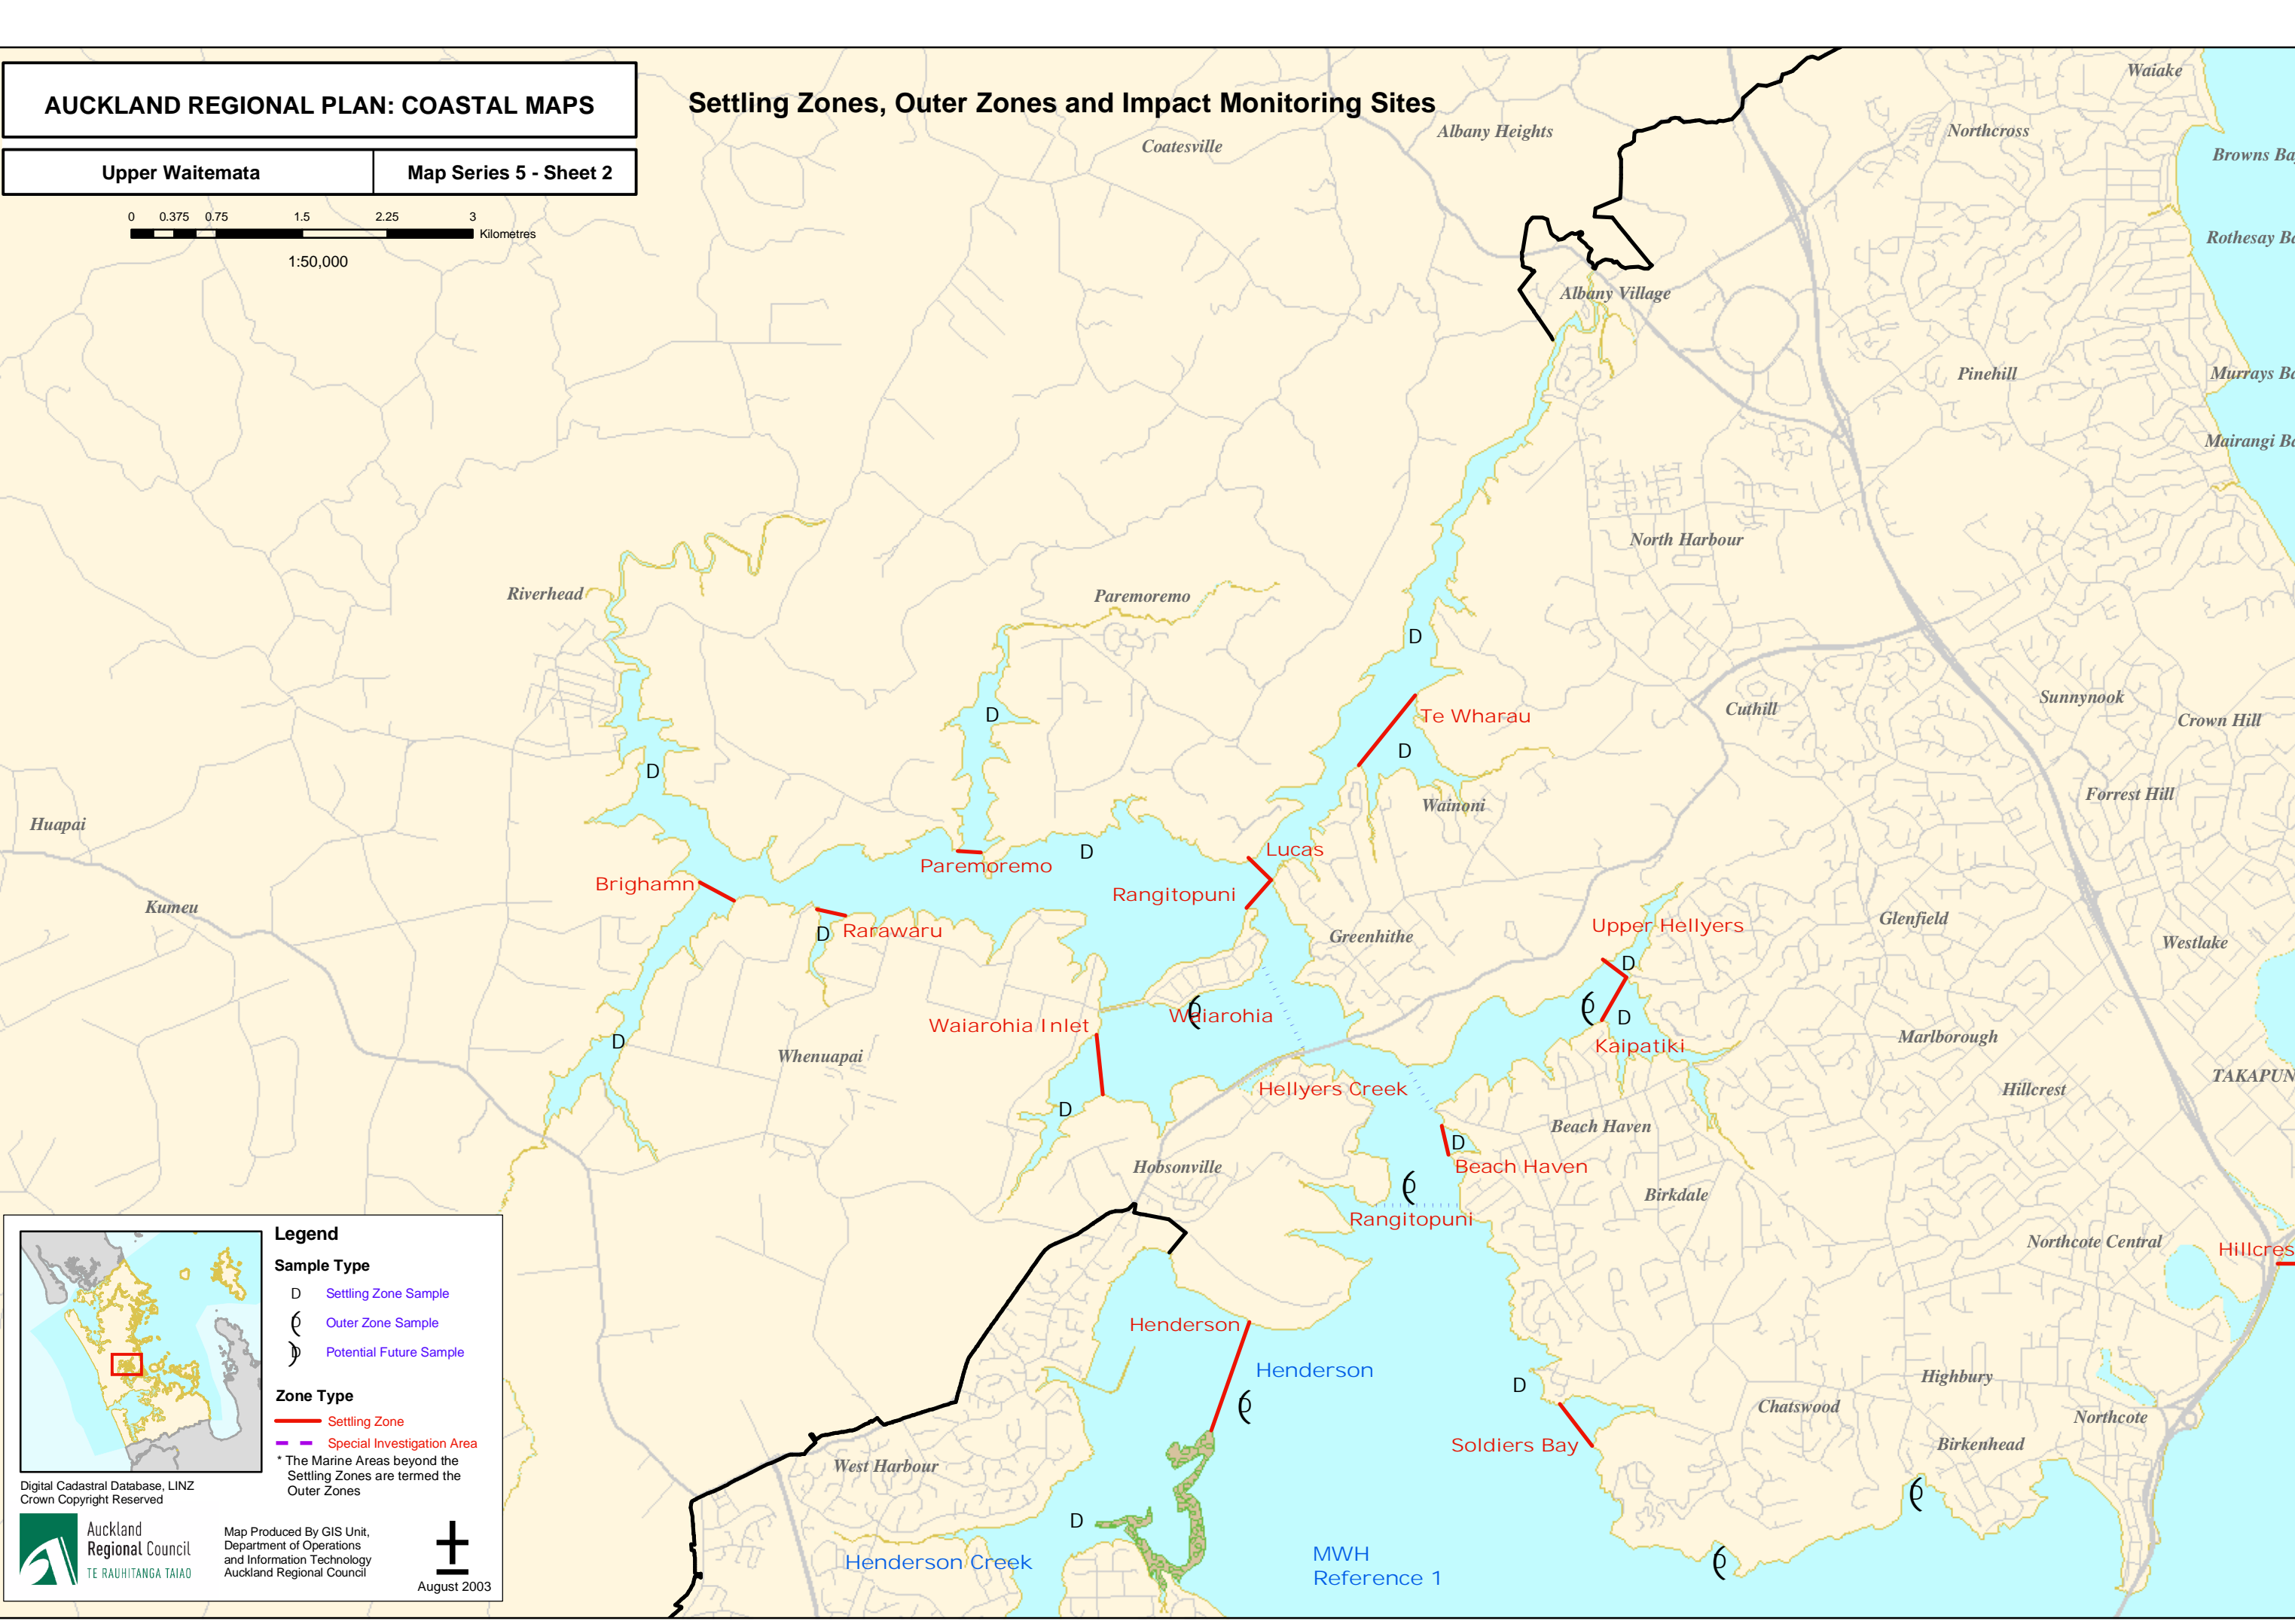 AUCKLAND REGIONAL PLAN: COASTAL MAPS
Upper Waitemata
Map Series 5 - Sheet 2
0 0.375 0.75 1.5 2.25 3
Kilometres
1:50,000
Settling Zones, Outer Zones and Impact Monitoring Sites
Waiake
Albany Heights
Northcross
Coatesville
Browns Ba
Rothesay Ba
Albany Village
Pinehill
Murrays Ba
Mairangi Ba
North Harbour
Riverhead
Paremoremo
D
Sunnynook
Cuthill
D
Te Wharau
Crown Hill
D
D
Forrest Hill
Wainoni
Huapai
Lucas
D
Paremoremo
Brighamn
Rangitopuni
Kumeu
Glenfield
Upper Hellyers
D
Rarawaru
Greenhithe
Westlake
D
Waiarohia
Waiarohia Inlet
D
Marlborough
D
Kaipatiki
Whenuapai
Hellyers Creek
TAKAPUN
Hillcrest
D
Beach Haven
D
Hobsonville
Beach Haven
Birkdale
Rangitopuni
Northcote Central
Hillcres
Henderson
Henderson
Highbury
D
Chatswood
Northcote
Soldiers Bay
Birkenhead
West Harbour
D
Henderson Creek
MWH
Reference 1
Legend
Sample Type
D Settling Zone Sample
Outer Zone Sample
Potential Future Sample
Zone Type
Settling Zone
Special Investigation Area
* The Marine Areas beyond the
Settling Zones are termed the
Outer Zones
Digital Cadastral Database, LINZ
Crown Copyright Reserved
Auckland
Regional Council
TE RAUHITANGA TAIAO
Map Produced By GIS Unit,
Department of Operations
and Information Technology
Auckland Regional Council
August 2003